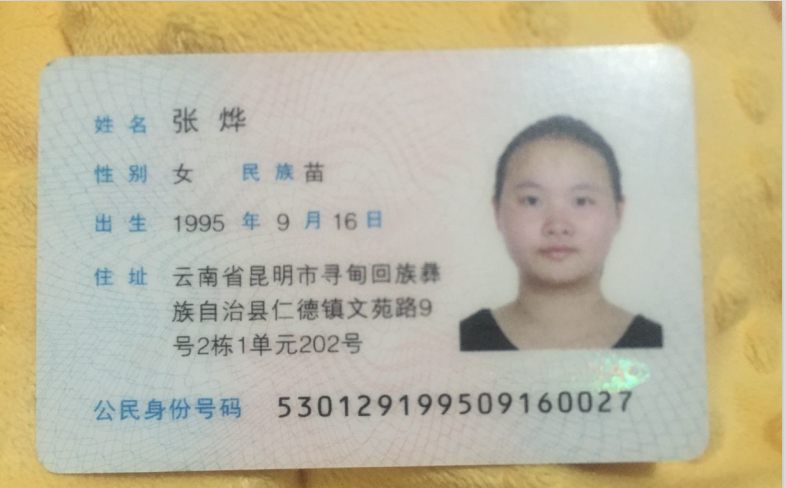 姓名 张烨
性别 女 民族 苗
出生 1995 年 9 月 16 日
住址 云南省昆明市寻甸回族彝
族自治县仁德镇文苑路9
号2栋1单元202号
公民身份号码 530129199509160027